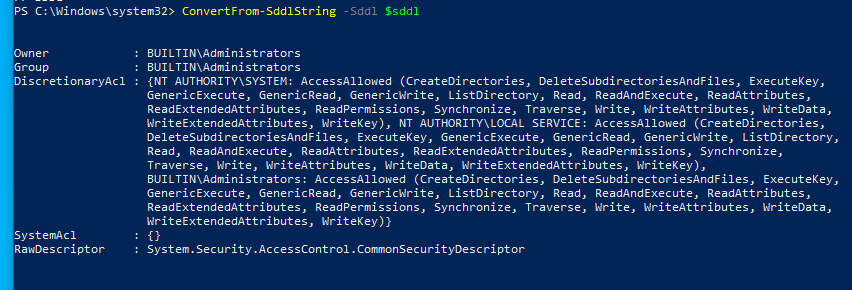 PS C:\Windows\system32> ConvertFrom-SddlString -Sddl $sddl
Owner : BUILTIN\Administrators
Group : BUILTIN\Administrators
DiscretionaryAcl : {NT AUTHORITY\SYSTEM: AccessAllowed (CreateDirectories, DeleteSubdirectoriesAndFiles, ExecuteKey,
GenericExecute, GenericRead, GenericWrite, ListDirectory, Read, ReadAndExecute, ReadAttributes,
ReadExtendedAttributes, ReadPermissions, Synchronize, Traverse, Write, WriteAttributes, WriteData,
WriteExtendedAttributes, WriteKey), NT AUTHORITY\LOCAL SERVICE: AccessAllowed (CreateDirectories,
DeleteSubdirectoriesAndFiles, ExecuteKey, GenericExecute, GenericRead, GenericWrite, ListDirectory,
Read, ReadAndExecute, ReadAttributes, ReadExtendedAttributes, ReadPermissions, Synchronize,
Traverse, Write, WriteAttributes, WriteData, WriteExtendedAttributes, WriteKey),
BUILTIN\Administrators: AccessAllowed (CreateDirectories, DeleteSubdirectoriesAndFiles, ExecuteKey,
GenericExecute, GenericRead, GenericWrite, ListDirectory, Read, ReadAndExecute, ReadAttributes,
ReadExtendedAttributes, ReadPermissions, Synchronize, Traverse, Write, WriteAttributes, WriteData,
WriteExtendedAttributes, WriteKey)}
SystemAcl : {}
RawDescriptor : System.Security.AccessControl.CommonSecurityDescriptor